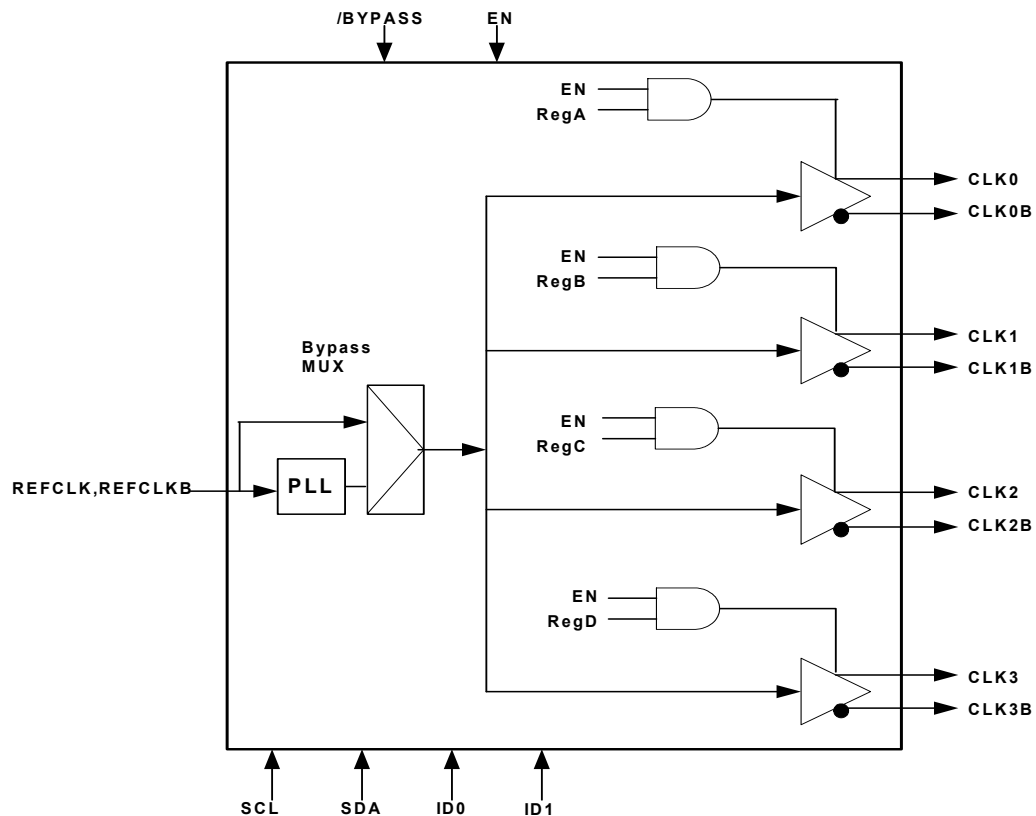 /BYPASS EN
EN
RegA
CLK0
CLK0B
EN
RegB
CLK1
CLK1B
Bypass
MUX
EN
RegC
REFCLK,REFCLKB
PLL
CLK2
CLK2B
EN
RegD
CLK3
CLK3B
SCL SDA ID0 ID1